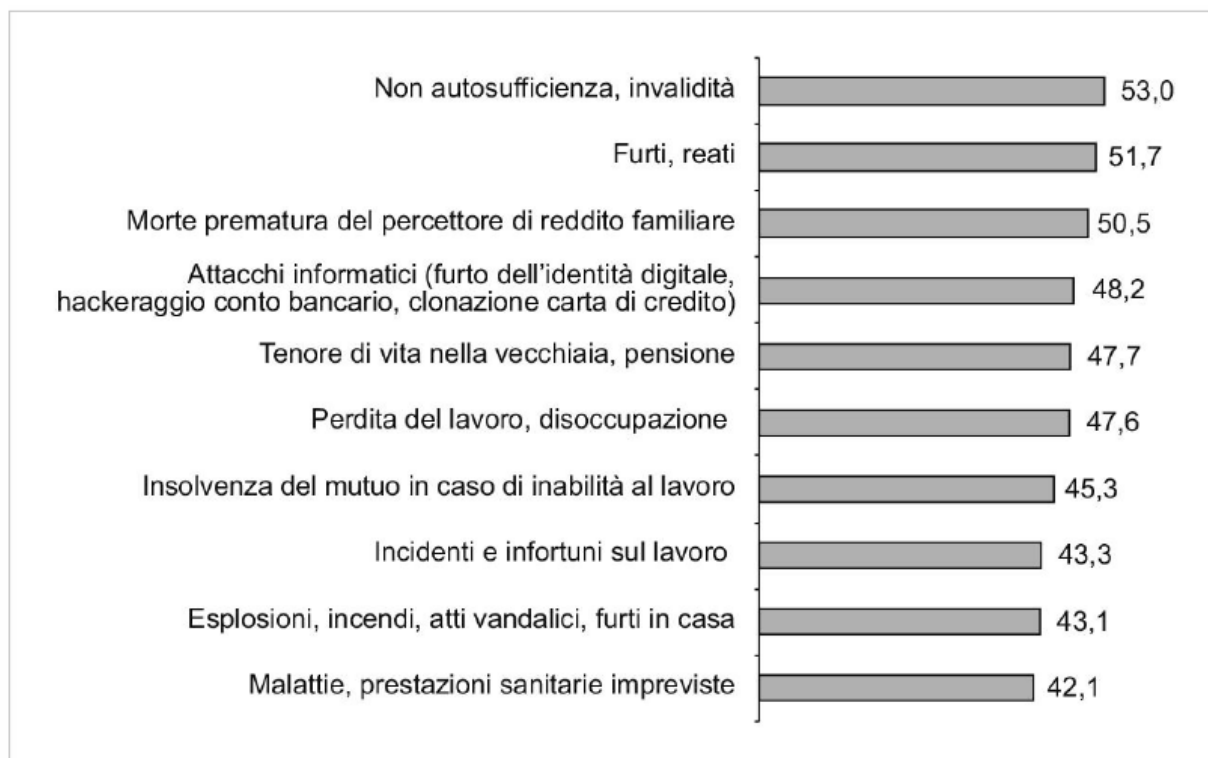 Non autosufficienza, invalidità 53,0
Furti, reati 51,7
Morte prematura del percettore di reddito familiare 50,5
Attacchi informatici (furto dell'identità digitale,
hackeraggio conto bancario, clonazione carta di credito) 48,2
Tenore di vita nella vecchiaia, pensione 47,7
Perdita del lavoro, disoccupazione 47,6
Insolvenza del mutuo in caso di inabilità al lavoro 45,3
Incidenti e infortuni sul lavoro 43,3
Esplosioni, incendi, atti vandalici, furti in casa 43,1
Malattie, prestazioni sanitarie impreviste 42,1